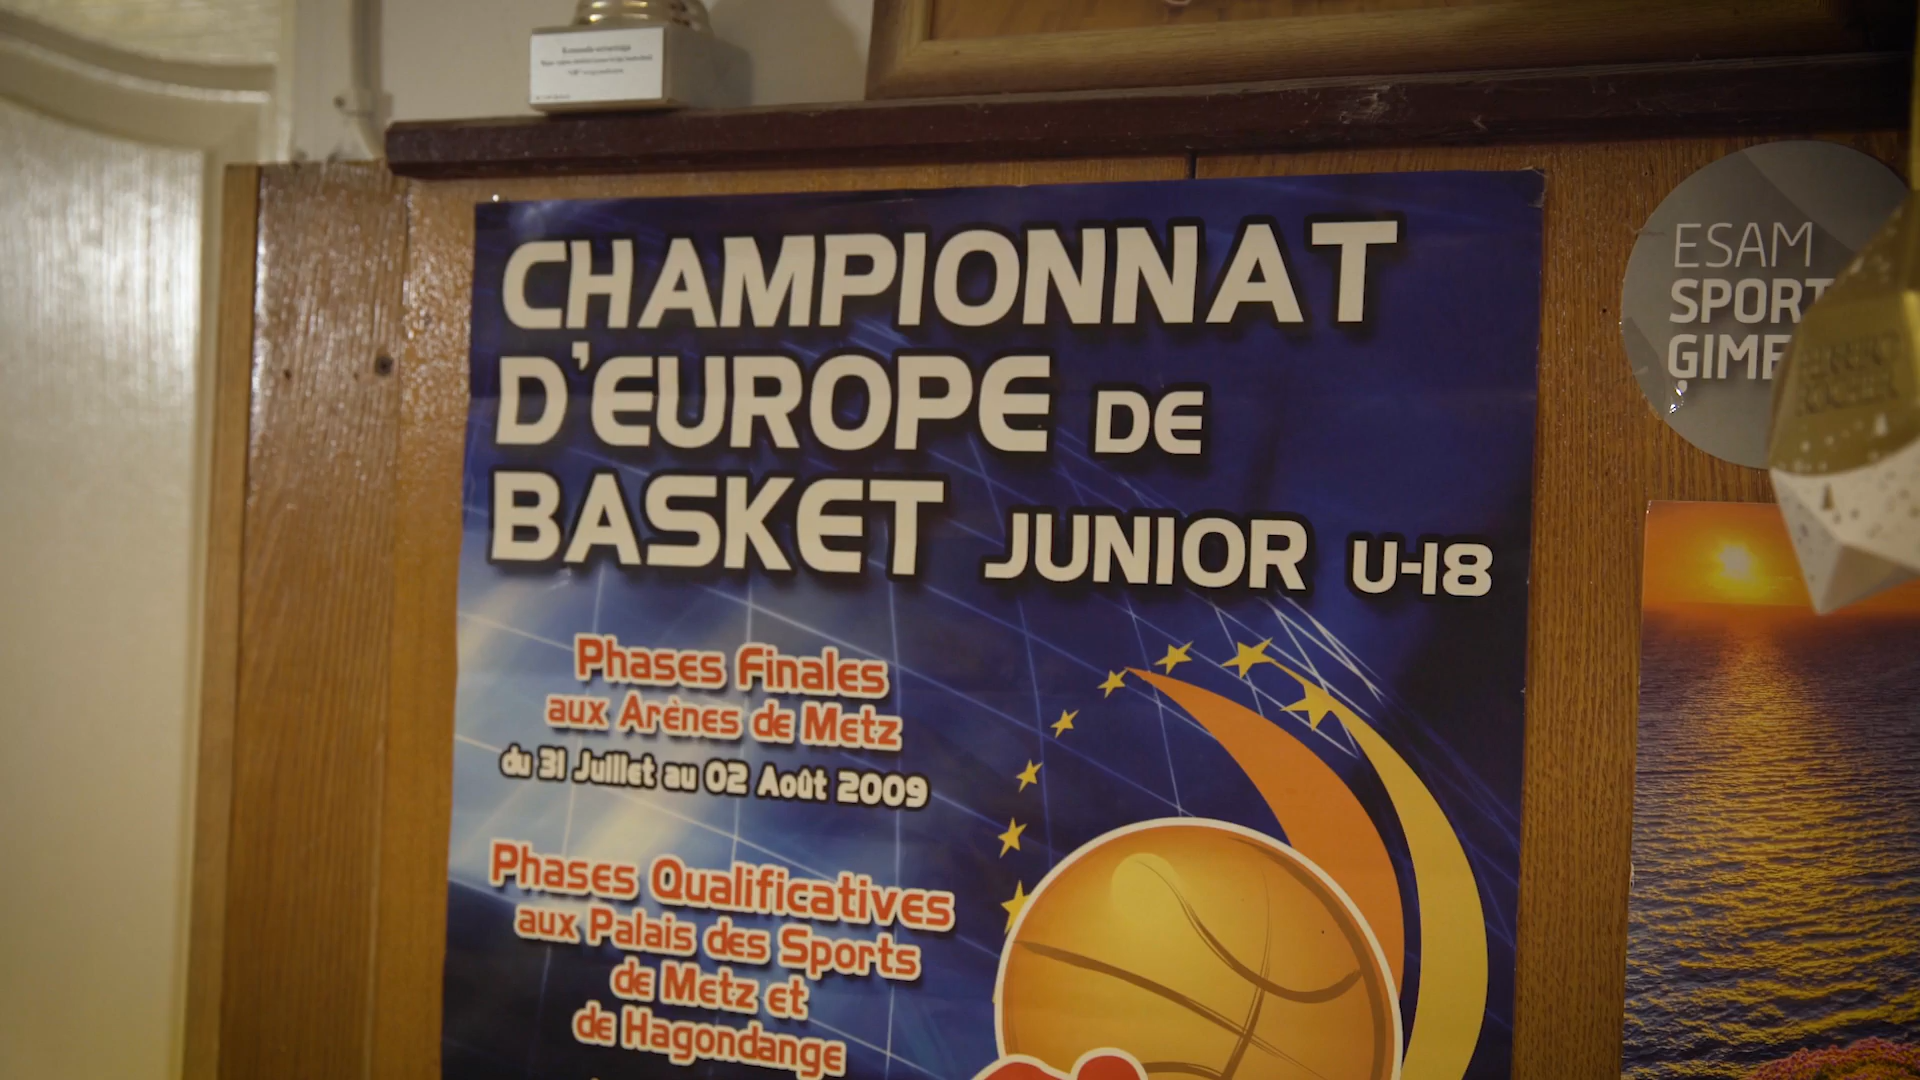 CHAMPIONNAT
D'EUROPE DE
BASKET JUNIOR U-18
Phases Finales
aux Arènes de Metz
du 31 Juillet au 02 Août 2009
Phases Qualificatives
aux Palais des Sports
de Metz et
de Hagondange
ESAM
SPORT
ĢIME